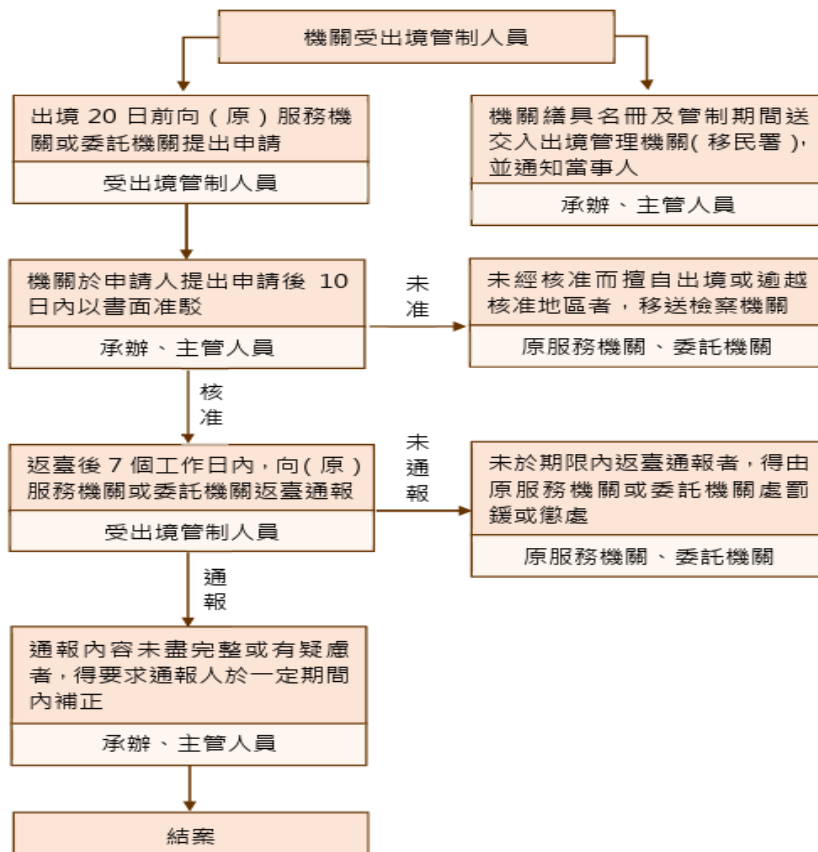 機關受出境管制人員
出境 20 日前向（原）服務機
關或委託機關提出申請
受出境管制人員
機關繕具名冊及管制期間送
交入出境管理機關(移民署),
並通知當事人
承辦、主管人員
機關於申請人提出申請後 10
日內以書面准駁
承辦、主管人員
未
准
未經核准而擅自出境或逾越
核准地區者，移送檢察機關
原服務機關、委託機關
核
准
返臺後 7 個工作日內,向(原)
服務機關或委託機關返臺通報
受出境管制人員
未
通
報
未於期限內返臺通報者,得由
原服務機關或委託機關處罰
鍰或懲處
原服務機關、委託機關
通
報
通報內容未盡完整或有疑慮
者,得要求通報人於一定期間
內補正
承辦、主管人員
結案